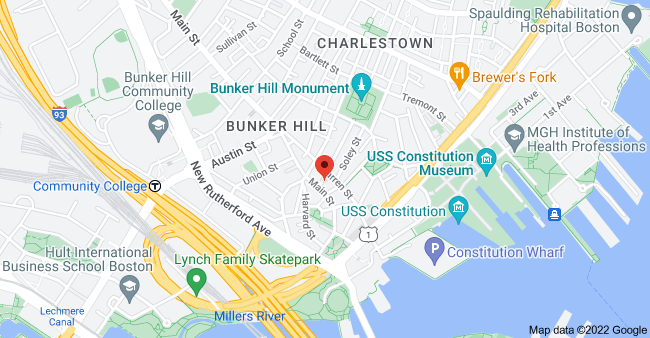 Main St
Sullivan St
School St
Bartlett St
CHARLESTOWN
Spaulding Rehabilitation
Hospital Boston
Brewer's Fork
Bunker Hill
Community
College
Bunker Hill Monument
Tremont St
3rd Ave
1st Ave
93
BUNKER HILL
Austin St
Union St
Soley St
MGH Institute of
Health Professions
USS Constitution
Museum
Community College
T
New Rutherford Ave
Main St
Harvard St
USS Constitution
1
P
Constitution Wharf
Hult International
Business School Boston
Lynch Family Skatepark
Lechmere
Canal
Millers River
Map data ©2022 Google